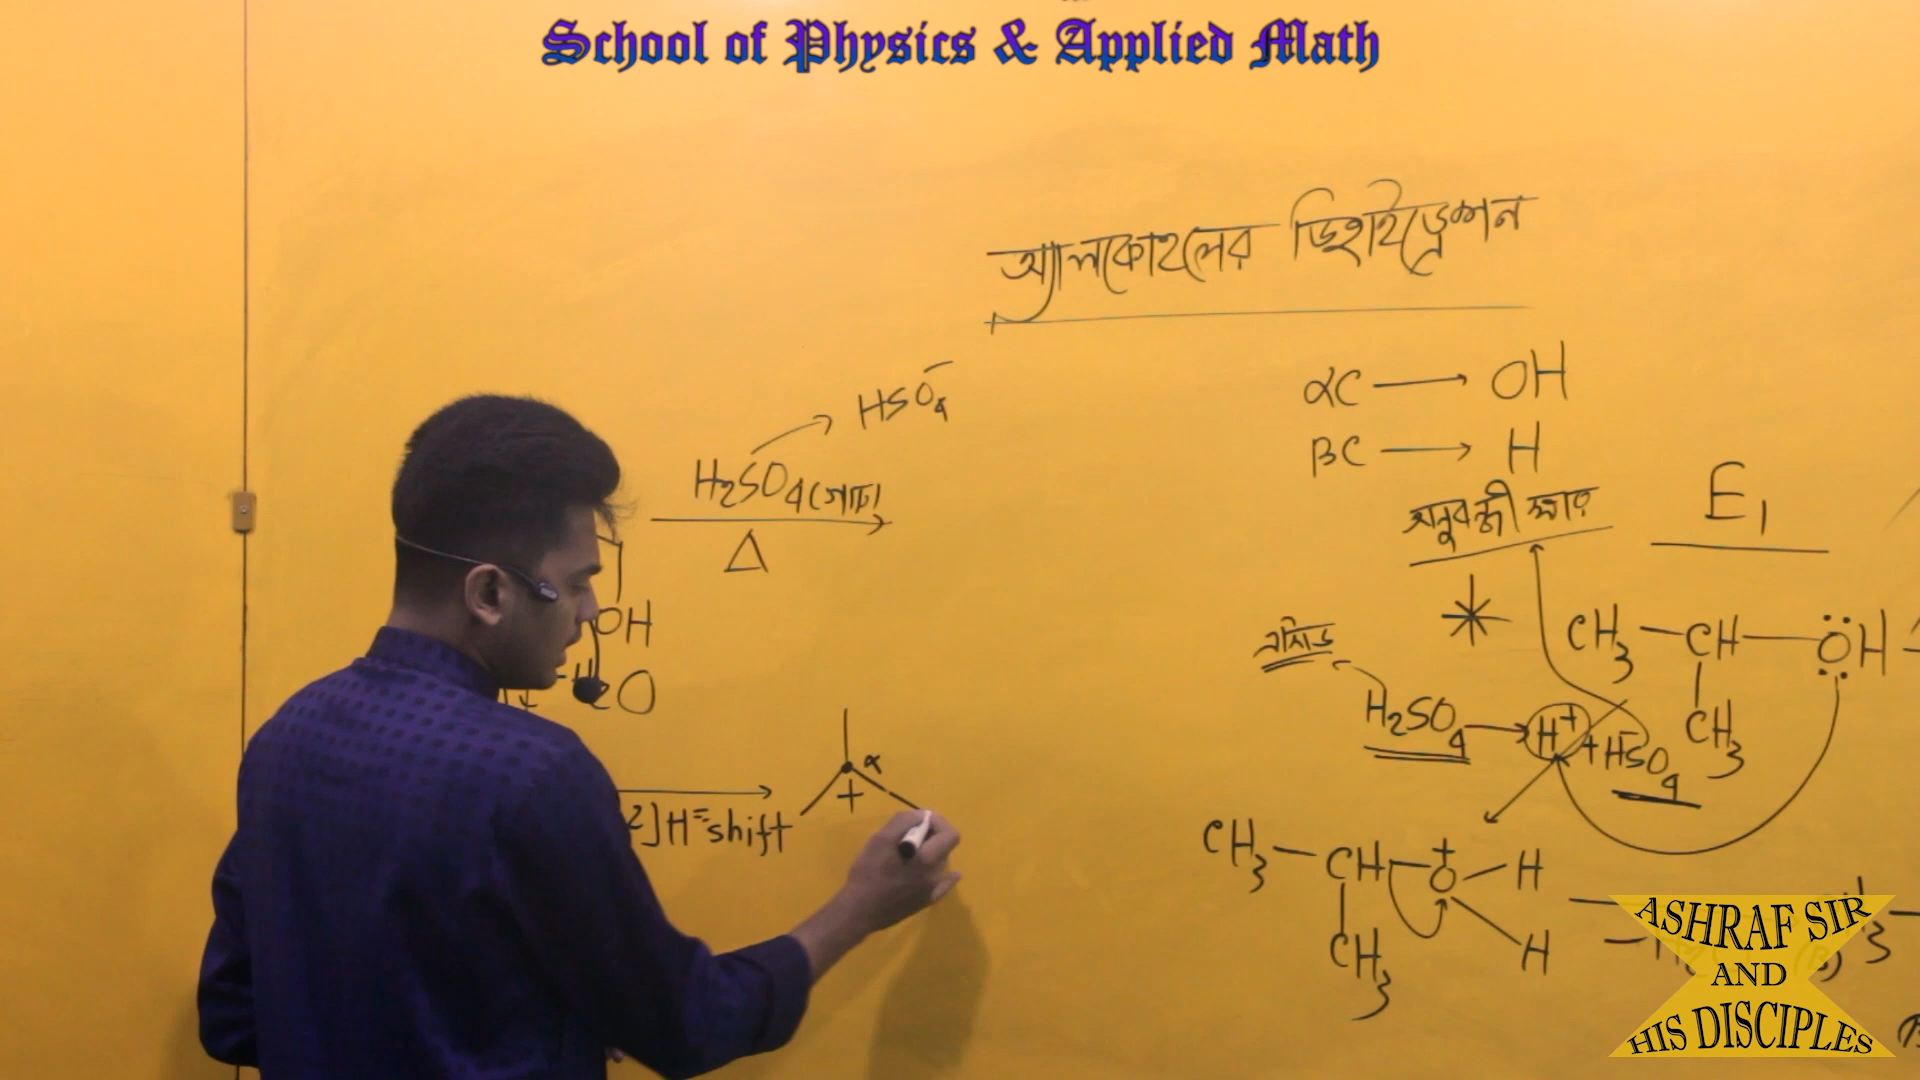 School of Physics & Applied Math
অ্যালকোহলের ডিহাইড্রেশন
αC → OH
βC → H
অনুবন্ধী ক্ষার
E1
HSO4⁻
H2SO4(গাঢ়)
Δ
OH
H2O
2]H⁻shift
α
+
এসিড
H2SO4 → H⁺ + HSO4⁻
CH3 — CH — ÖH
CH3
CH3 — CH — O⁺ — H
H
CH3
ASHRAF SIR
AND
HIS DISCIPLES